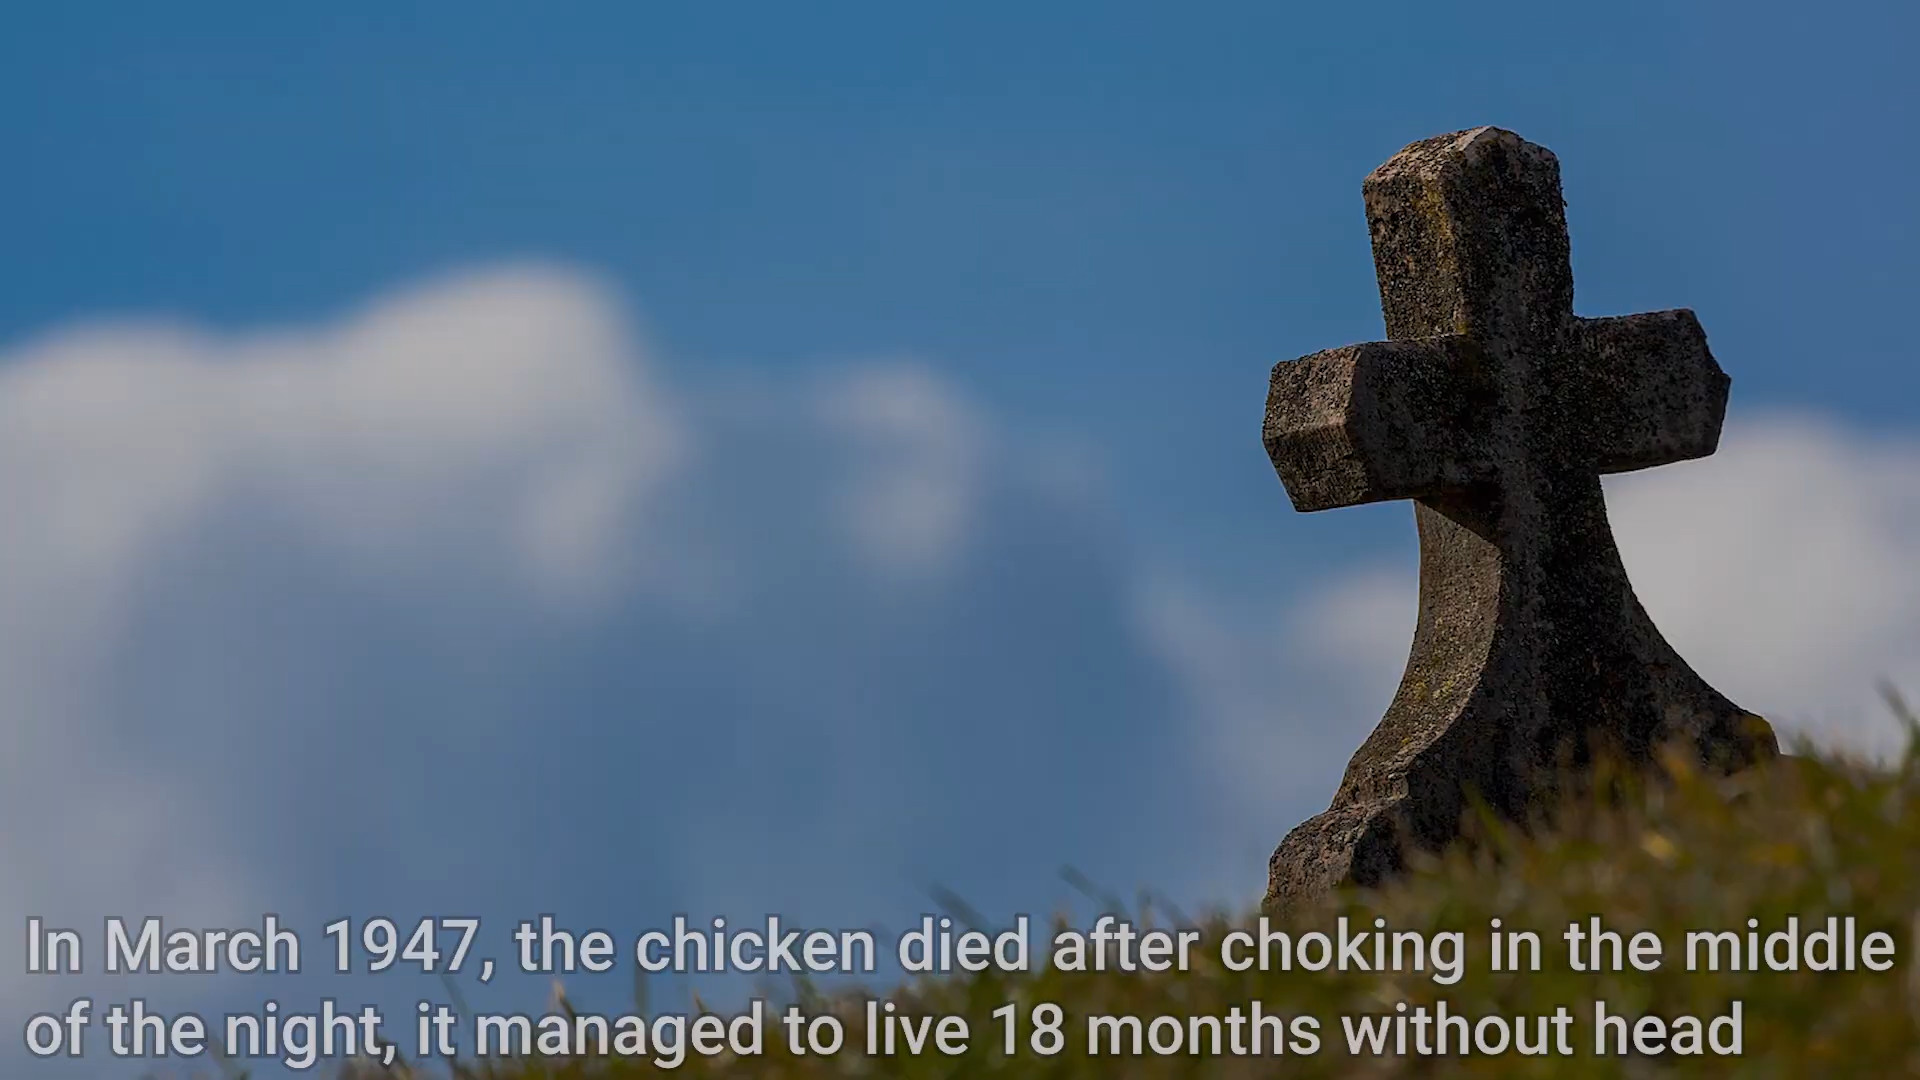 In March 1947, the chicken died after choking in the middle
of the night, it managed to live 18 months without head